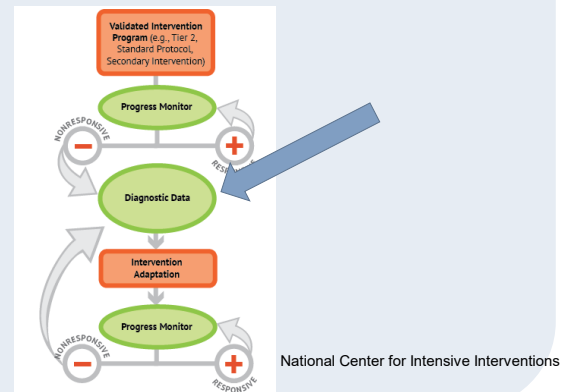 Validated Intervention
Program (e.g., Tier 2,
Standard Protocol,
Secondary Intervention)
Progress Monitor
NONRESPONSIVE
RESPONSIVE
Diagnostic Data
Intervention
Adaptation
Progress Monitor
NONRESPONSIVE
RESPONSIVE
National Center for Intensive Interventions